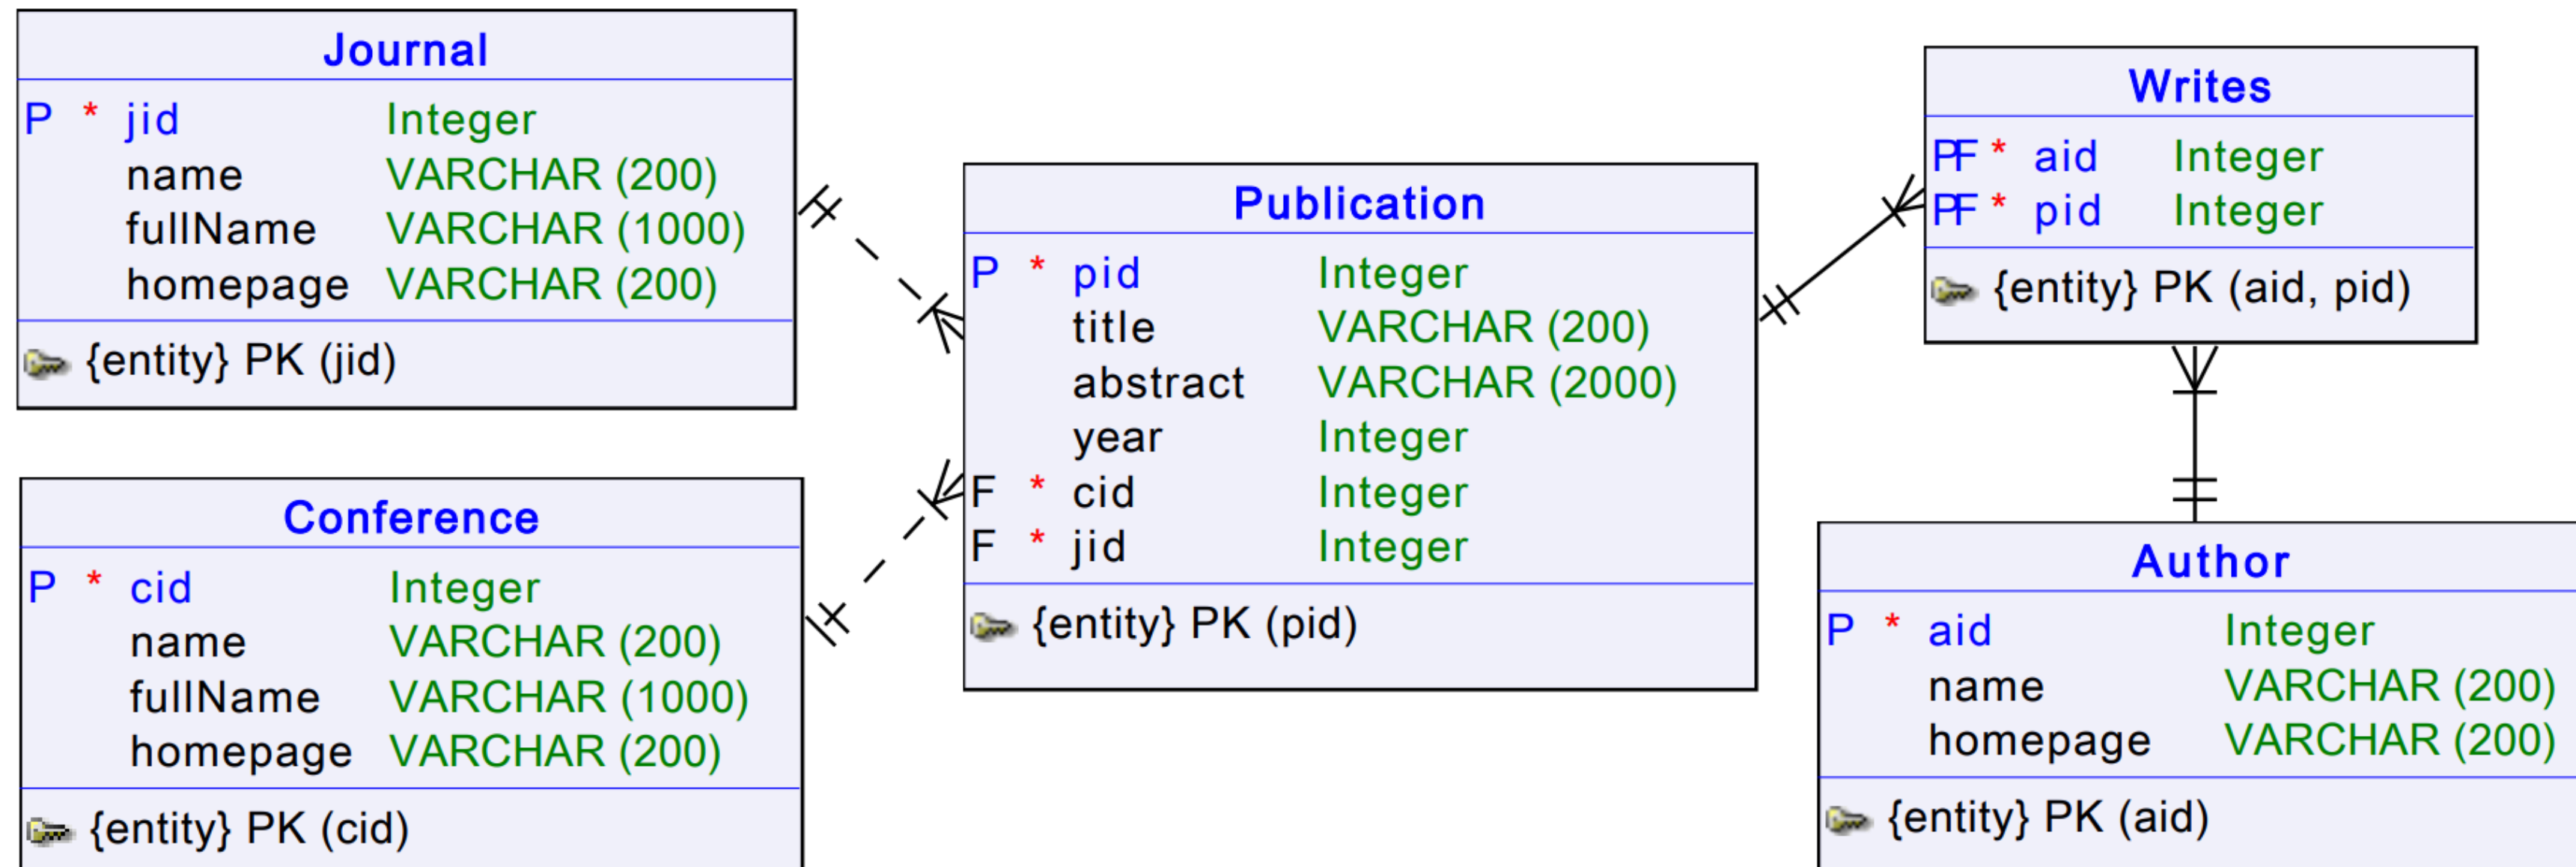 Journal
P * jid Integer
name VARCHAR (200)
fullName VARCHAR (1000)
homepage VARCHAR (200)
{entity} PK (jid)
Conference
P * cid Integer
name VARCHAR (200)
fullName VARCHAR (1000)
homepage VARCHAR (200)
{entity} PK (cid)
Publication
P * pid Integer
title VARCHAR (200)
abstract VARCHAR (2000)
year Integer
F * cid Integer
F * jid Integer
{entity} PK (pid)
Writes
PF * aid Integer
PF * pid Integer
{entity} PK (aid, pid)
Author
P * aid Integer
name VARCHAR (200)
homepage VARCHAR (200)
{entity} PK (aid)